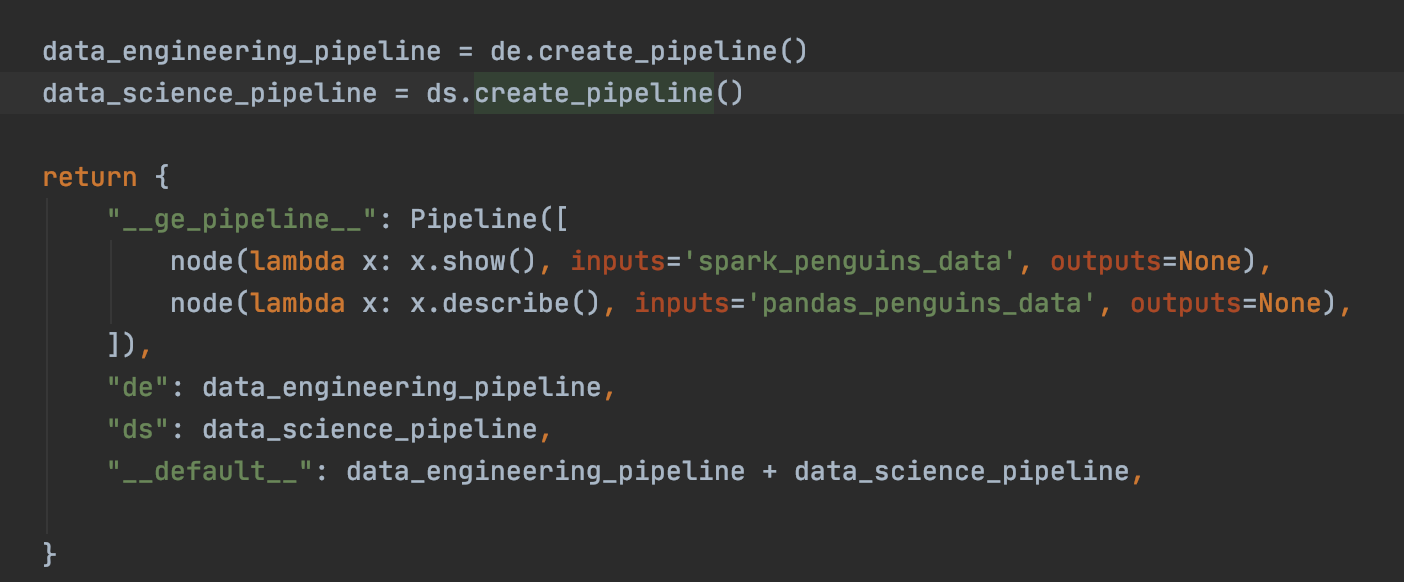 data_engineering_pipeline = de.create_pipeline()
data_science_pipeline = ds.create_pipeline()
return {
"__ge_pipeline__": Pipeline([
node(lambda x: x.show(), inputs='spark_penguins_data', outputs=None),
node(lambda x: x.describe(), inputs='pandas_penguins_data', outputs=None),
]),
"de": data_engineering_pipeline,
"ds": data_science_pipeline,
"__default__": data_engineering_pipeline + data_science_pipeline,
}